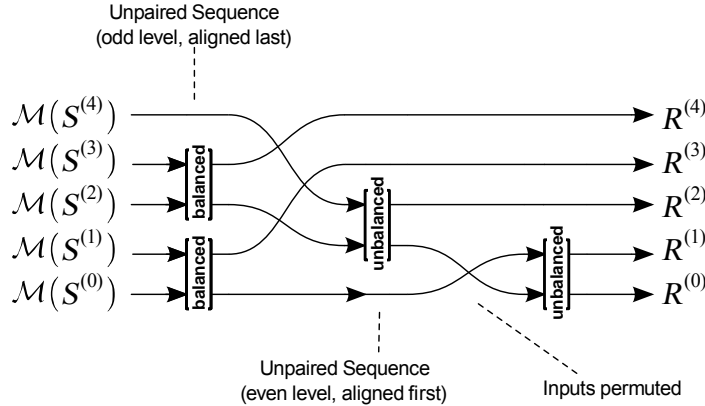 Unpaired Sequence
(odd level, aligned last)
ℳ(S⁽⁴⁾) R⁽⁴⁾
ℳ(S⁽³⁾) R⁽³⁾
balanced
ℳ(S⁽²⁾) R⁽²⁾
unbalanced
ℳ(S⁽¹⁾) R⁽¹⁾
balanced
unbalanced
ℳ(S⁽⁰⁾) R⁽⁰⁾
Unpaired Sequence
(even level, aligned first)
Inputs permuted